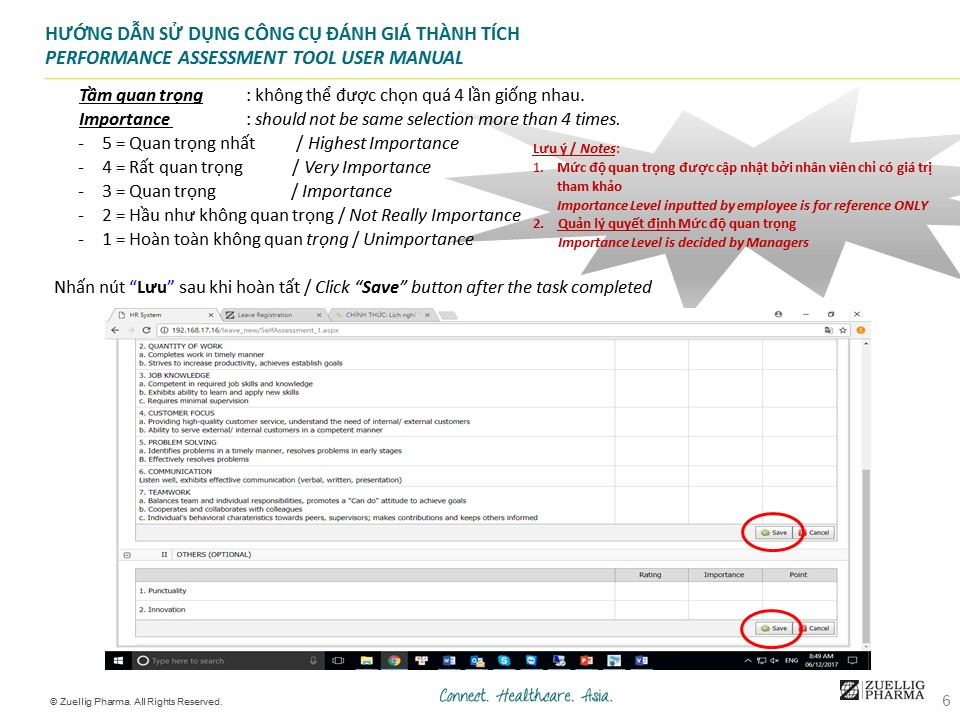 HƯỚNG DẪN SỬ DỤNG CÔNG CỤ ĐÁNH GIÁ THÀNH TÍCH
PERFORMANCE ASSESSMENT TOOL USER MANUAL
Tầm quan trọng : không thể được chọn quá 4 lần giống nhau.
Importance : should not be same selection more than 4 times.
- 5 = Quan trọng nhất / Highest Importance
- 4 = Rất quan trọng / Very Importance
- 3 = Quan trọng / Importance
- 2 = Hầu như không quan trọng / Not Really Importance
- 1 = Hoàn toàn không quan trọng / Unimportance
Lưu ý / Notes:
1. Mức độ quan trọng được cập nhật bởi nhân viên chỉ có giá trị
tham khảo
Importance Level inputted by employee is for reference ONLY
2. Quản lý quyết định Mức độ quan trọng
Importance Level is decided by Managers
Nhấn nút “Lưu” sau khi hoàn tất / Click “Save” button after the task completed
HR System
Leave Registration
CHÍNH THỨC: Lịch nghỉ
192.168.17.16/leave_new/SelfAssessment_1.aspx
2. QUANTITY OF WORK
a. Completes work in timely manner
b. Strives to increase productivity, achieves establish goals
3. JOB KNOWLEDGE
a. Competent in required job skills and knowledge
b. Exhibits ability to learn and apply new skills
c. Requires minimal supervision
4. CUSTOMER FOCUS
a. Providing high-quality customer service, understand the need of internal/ external customers
b. Ability to serve external/ internal customers in a competent manner
5. PROBLEM SOLVING
a. Identifies problems in a timely manner, resolves problems in early stages
B. Effectively resolves problems
6. COMMUNICATION
Listen well, exhibits effectlive communication (verbal, written, presentation)
7. TEAMWORK
a. Balances team and individual responsibilities, promotes a "Can do" attitude to achieve goals
b. Cooperates and collaborates with colleagues
c. Individual's behavioral charateristics towards peers, supervisors; makes contributions and keeps others informed
Save Cancel
II OTHERS (OPTIONAL)
Rating Importance Point
1. Punctuality
2. Innovation
Save Cancel
Type here to search
ENG
8:49 AM
06/12/2017
© Zuellig Pharma. All Rights Reserved.
Connect. Healthcare. Asia.
ZUELLIG
PHARMA
6